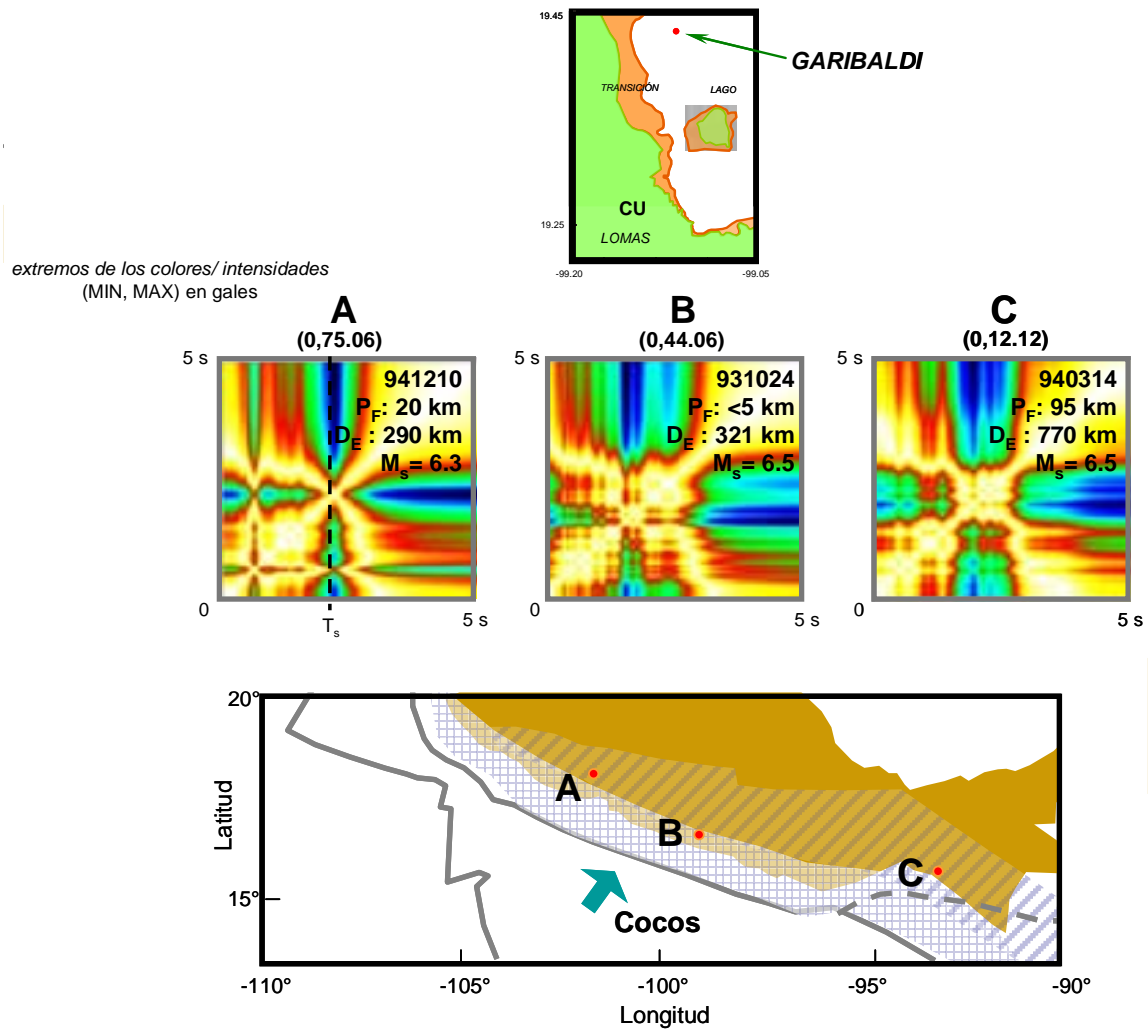 19.45
GARIBALDI
TRANSICIÓN
LAGO
CU
19.25
LOMAS
-99.20
-99.05
extremos de los colores/ intensidades
(MIN, MAX) en gales
A
(0,75.06)
5 s
941210
PF: 20 km
DE : 290 km
Ms= 6.3
0
Ts
5 s
B
(0,44.06)
5 s
931024
PF: <5 km
DE : 321 km
Ms= 6.5
0
5 s
C
(0,12.12)
5 s
940314
PF: 95 km
DE : 770 km
Ms= 6.5
0
5 s
20°
Latitud
15°
A
B
C
Cocos
-110°
-105°
-100°
-95°
-90°
Longitud